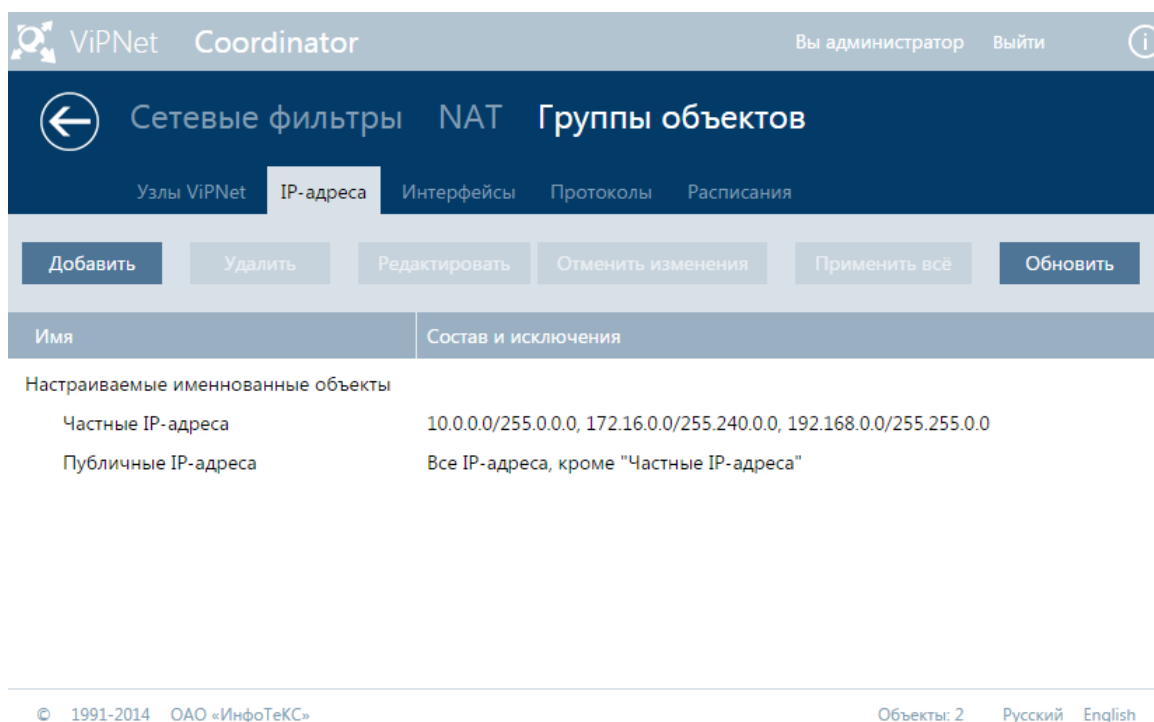 ViPNet Coordinator Вы администратор Выйти i
Сетевые фильтры NAT Группы объектов
Узлы ViPNet IP-адреса Интерфейсы Протоколы Расписания
Добавить Удалить Редактировать Отменить изменения Применить всё Обновить
Имя Состав и исключения
Настраиваемые именнованные объекты
Частные IP-адреса 10.0.0.0/255.0.0.0, 172.16.0.0/255.240.0.0, 192.168.0.0/255.255.0.0
Публичные IP-адреса Все IP-адреса, кроме "Частные IP-адреса"
© 1991-2014 ОАО «ИнфоТеКС» Объекты: 2 Русский English